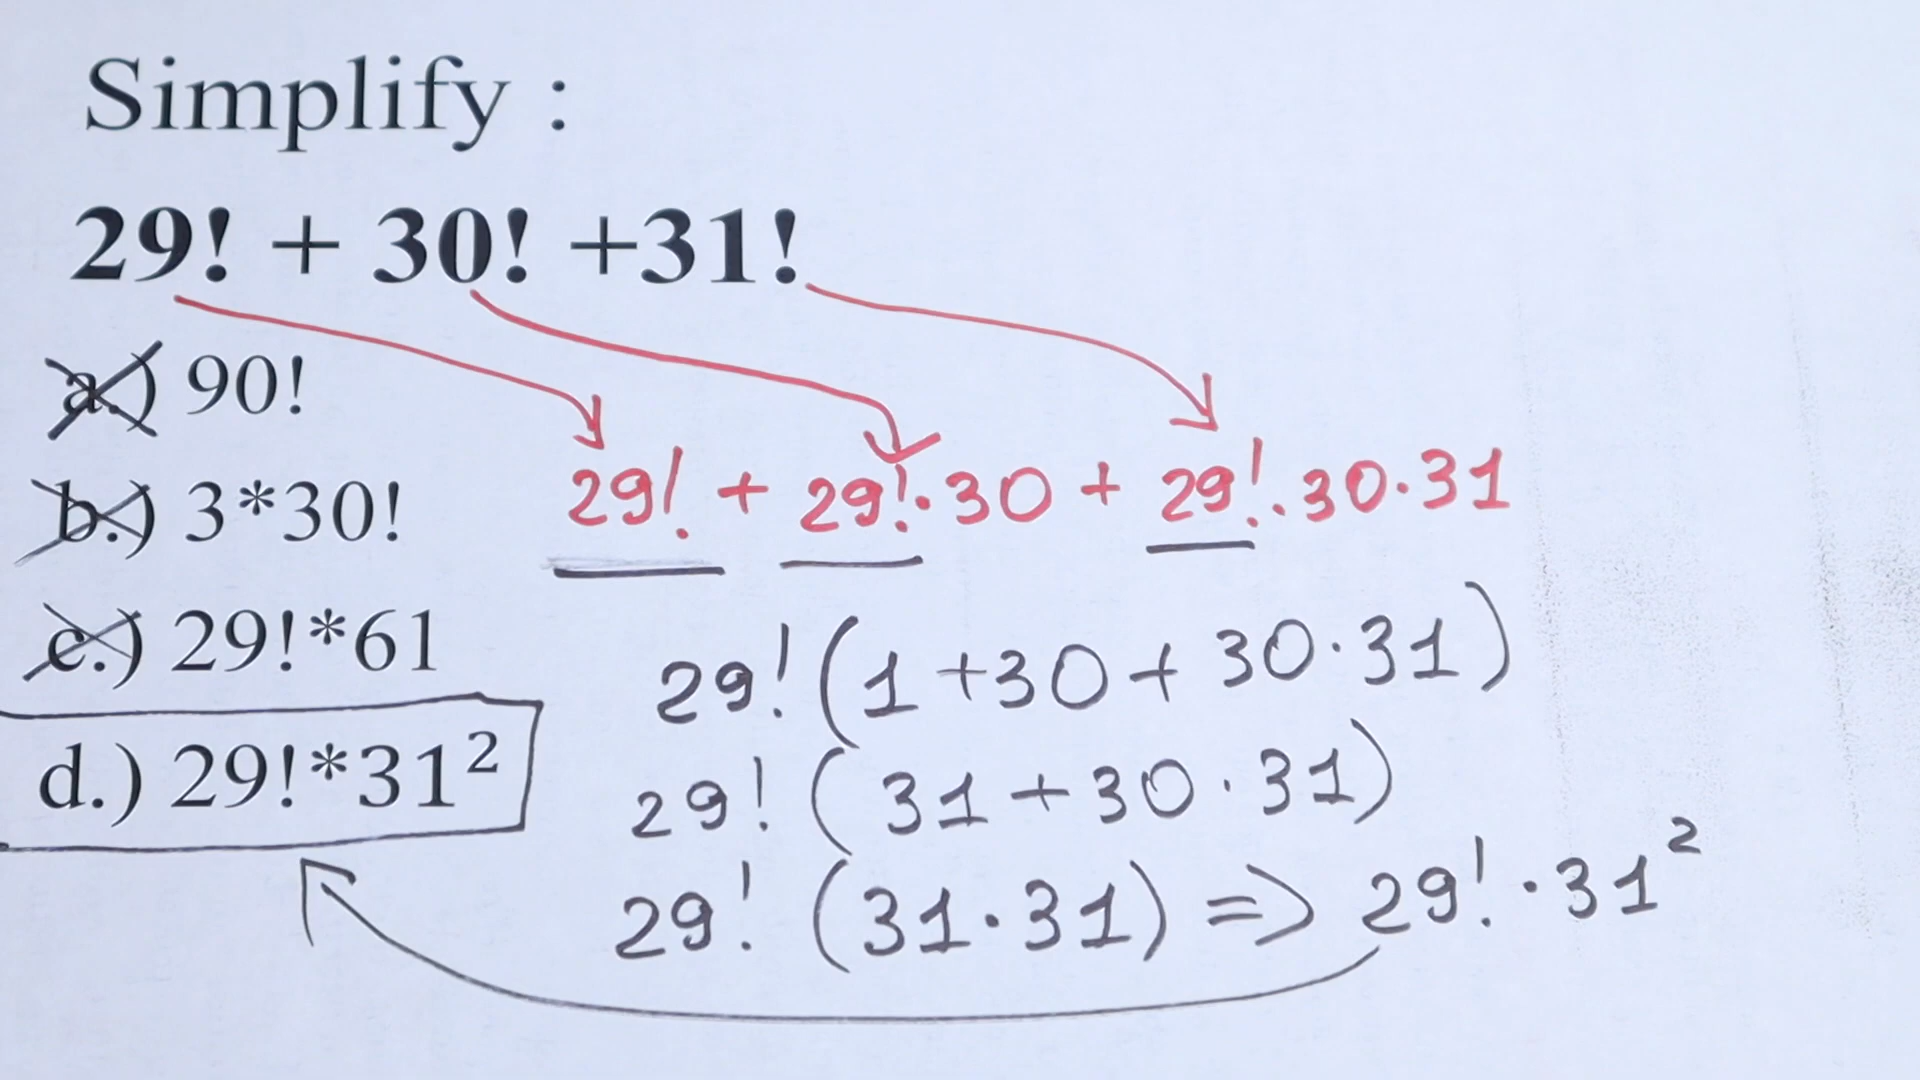 Simplify :
29! + 30! +31!
a.) 90!
b.) 3*30!
c.) 29!*61
d.) 29!*31²
29! + 29!·30 + 29!·30·31
29! (1 +30 + 30·31)
29! ( 31 + 30·31)
29! (31·31) => 29!·31²